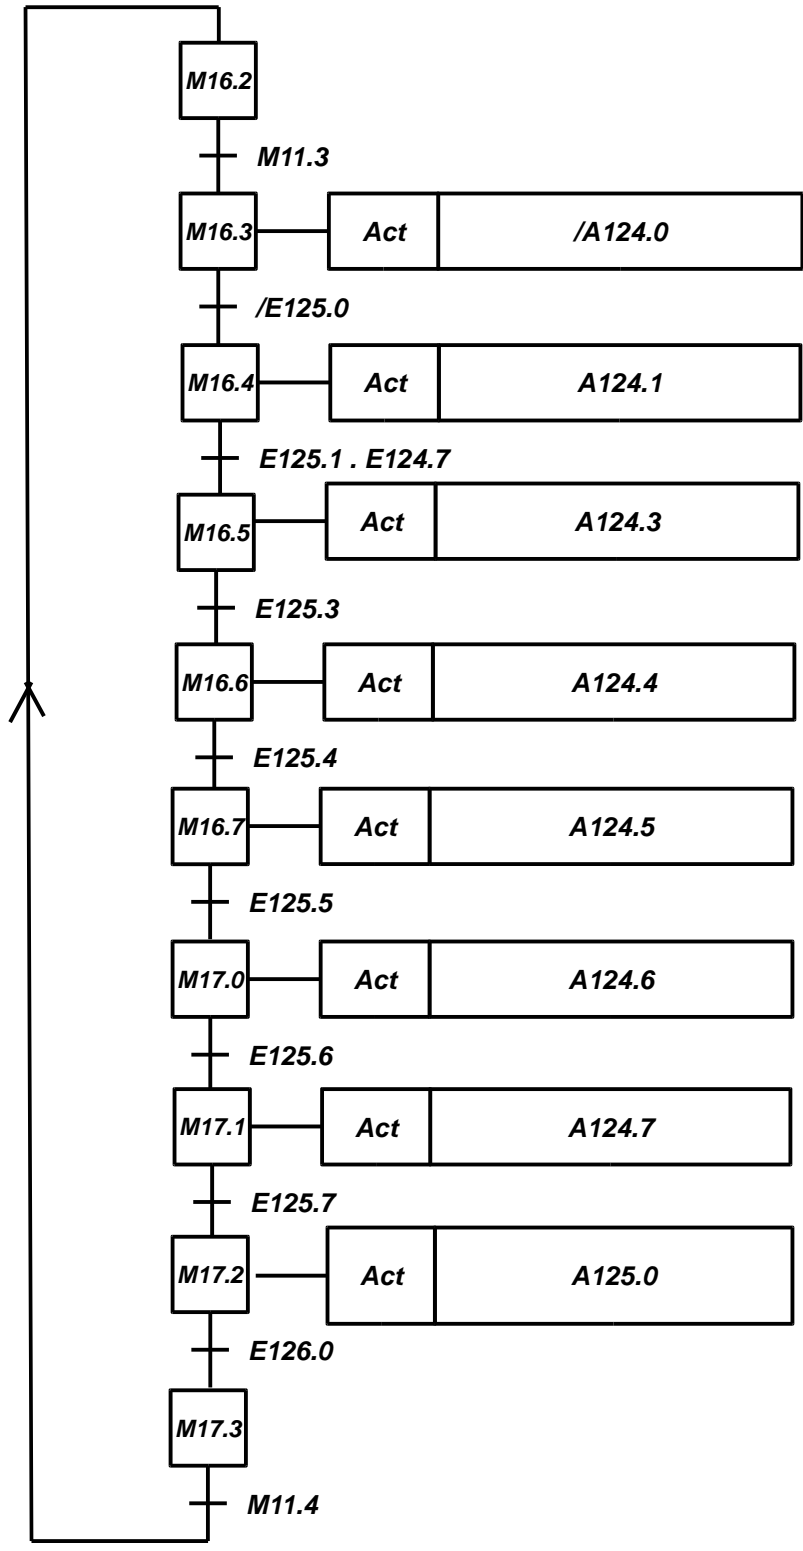 M16.2
M11.3
M16.3 Act /A124.0
/E125.0
M16.4 Act A124.1
E125.1 . E124.7
M16.5 Act A124.3
E125.3
M16.6 Act A124.4
E125.4
M16.7 Act A124.5
E125.5
M17.0 Act A124.6
E125.6
M17.1 Act A124.7
E125.7
M17.2 Act A125.0
E126.0
M17.3
M11.4